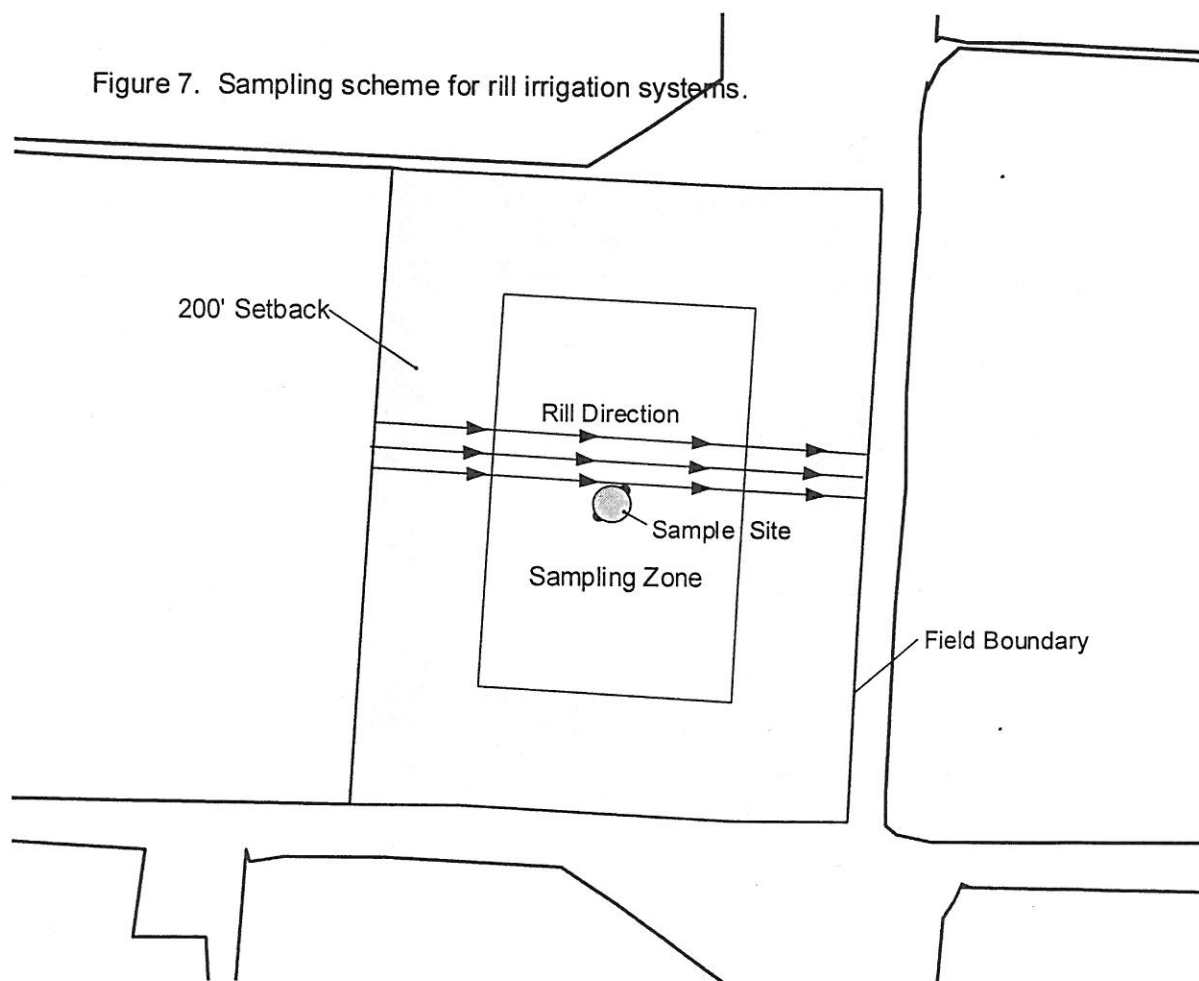 Figure 7. Sampling scheme for rill irrigation systems.
200' Setback
Rill Direction
Sample Site
Sampling Zone
Field Boundary